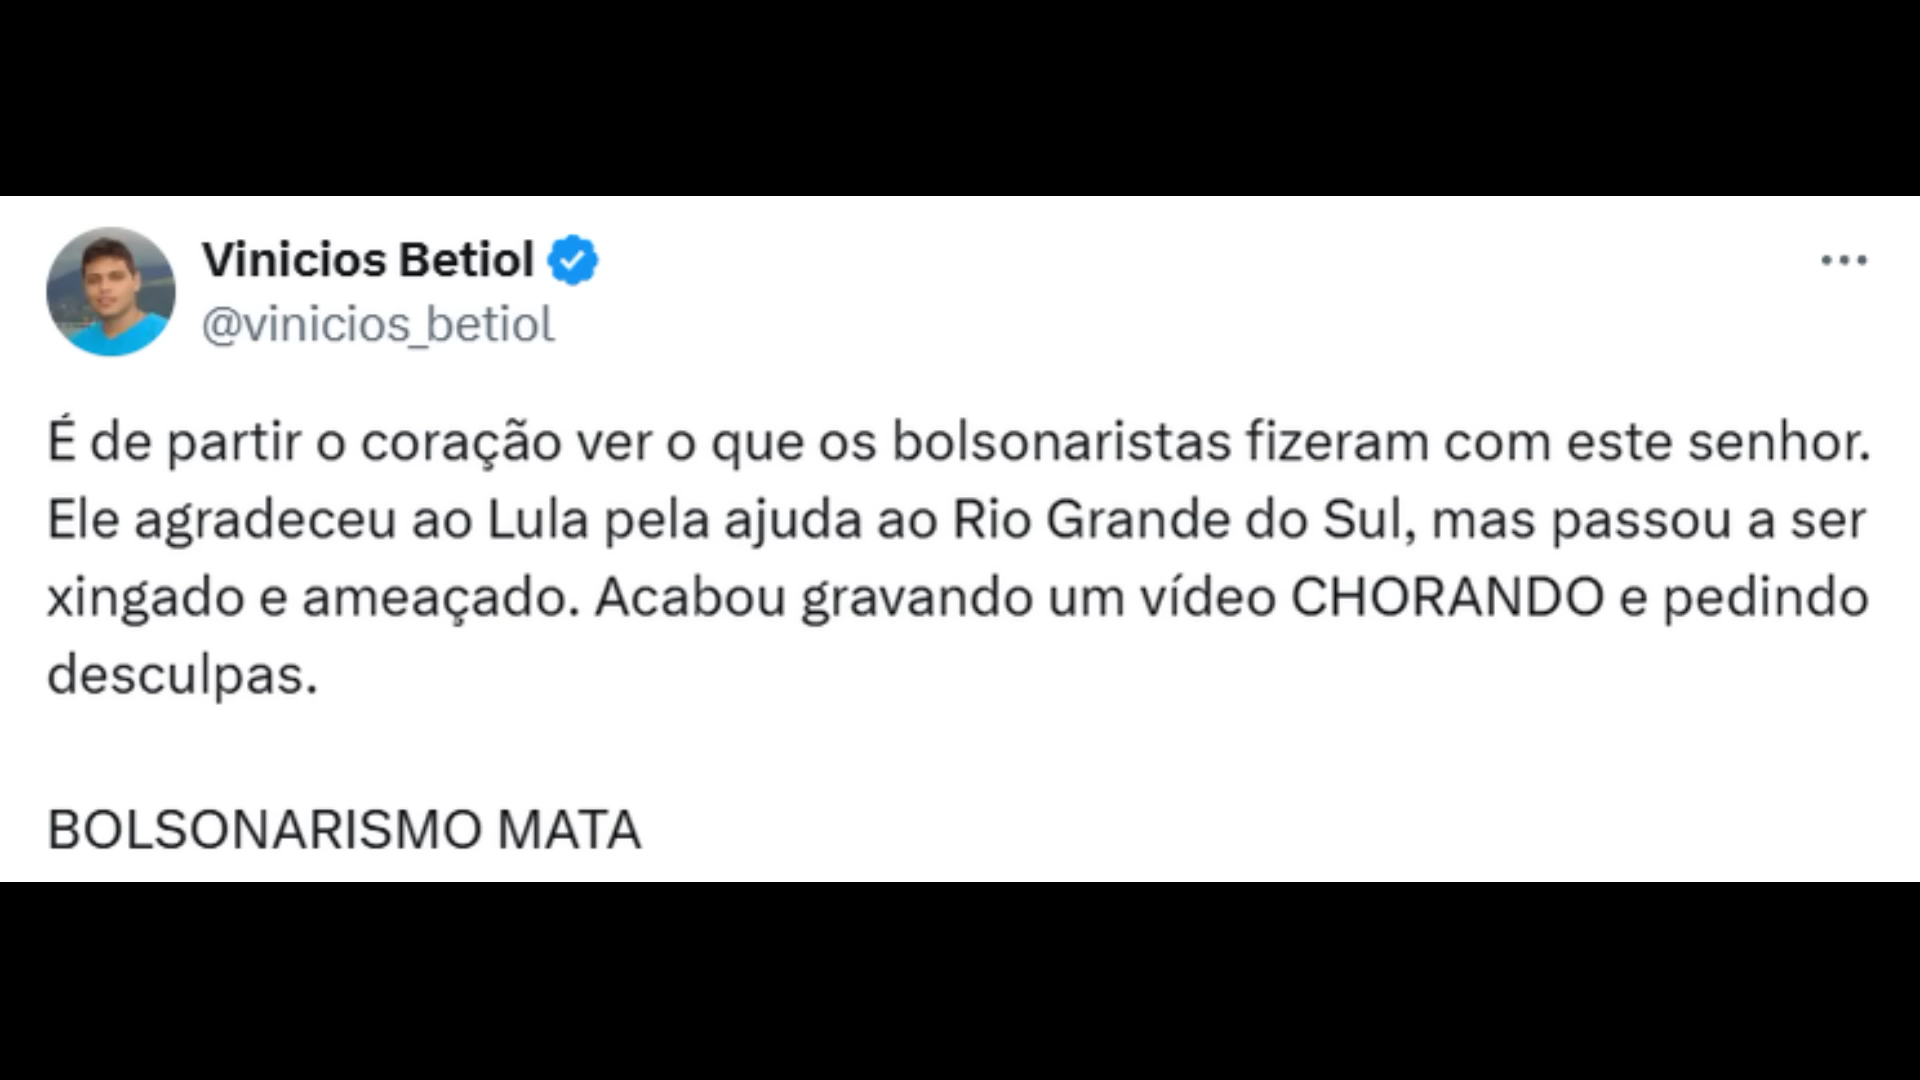 Vinicios Betiol
@vinicios_betiol
É de partir o coração ver o que os bolsonaristas fizeram com este senhor.
Ele agradeceu ao Lula pela ajuda ao Rio Grande do Sul, mas passou a ser
xingado e ameaçado. Acabou gravando um vídeo CHORANDO e pedindo
desculpas.
BOLSONARISMO MATA